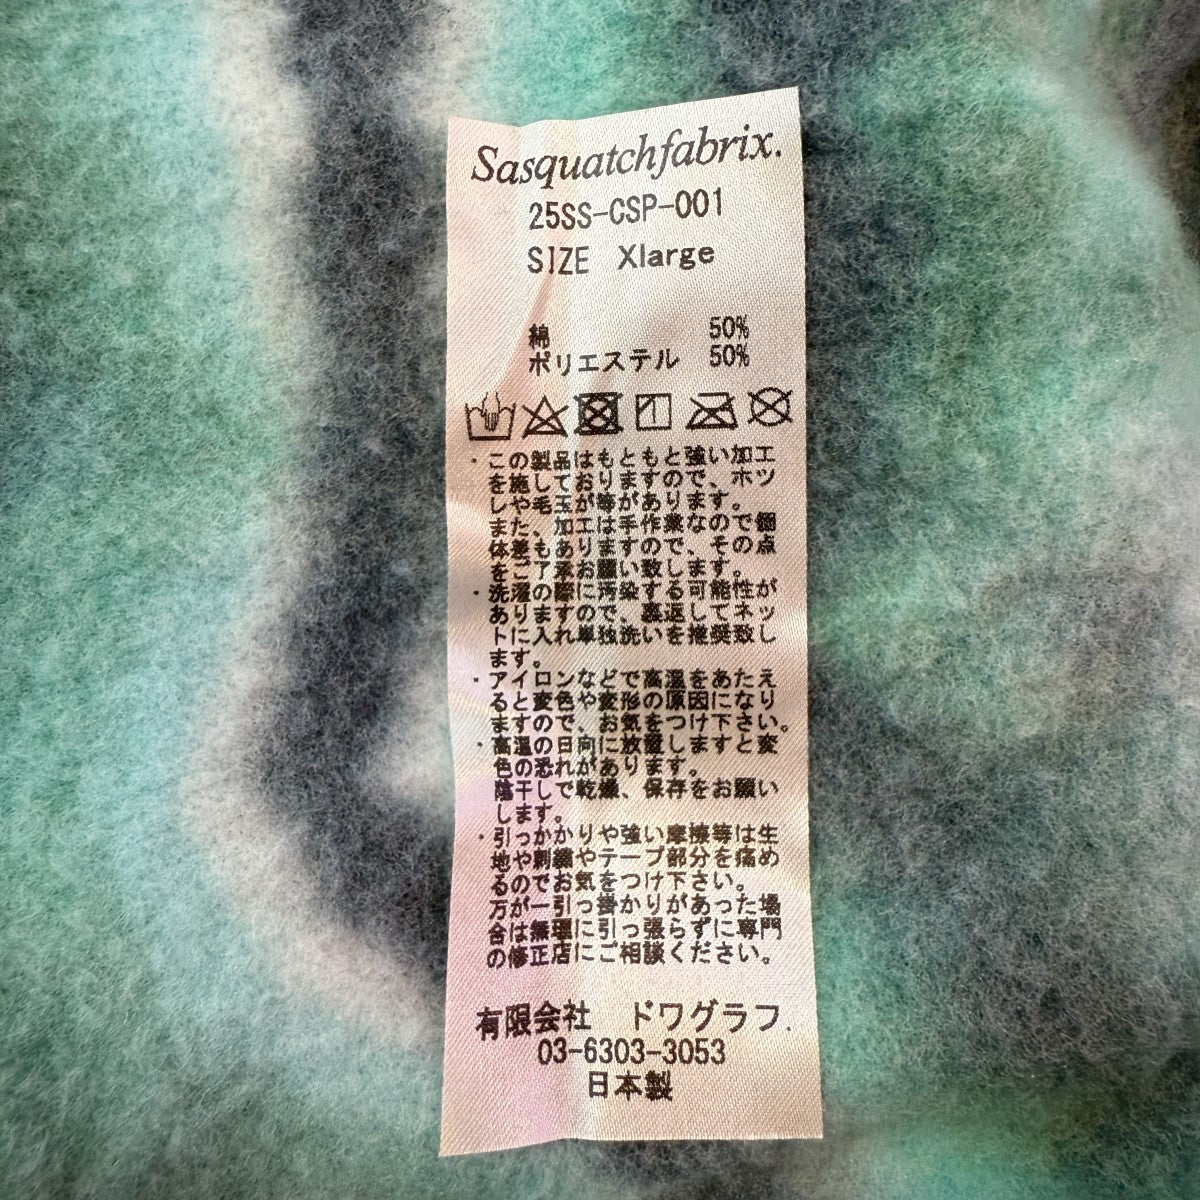 Sasquatchfabrix.
25SS-CSP-001
SIZE Xlarge
綿 50%
ポリエステル 50%
・この製品はもともと強い加工
を施しておりますので、ホツ
しや毛玉が等があります。
また、加工は手作業なので個
体差もありますので、その点
をご了承お願い致します。
・洗濯の際に汚染する可能性が
ありますので、裏返してネッ
トに入れ単独洗いを推奨致し
ます。
・アイロンなどで高温をあたえ
ると変色や変形の原因になり
ますので、お気をつけ下さい。
・高温の日向に放置しますと変
色の恐れがあります。
陰干しで乾燥、保存をお願い
します。
・引っかかりや強い摩擦等は生
地や刺繍やテープ部分を痛め
るのでお気をつけ下さい。
万が一引っ掛かりがあった場
合は無理に引っ張らずに専門
の修正店にご相談ください。
有限会社 ドワグラフ.
03-6303-3053
日本製